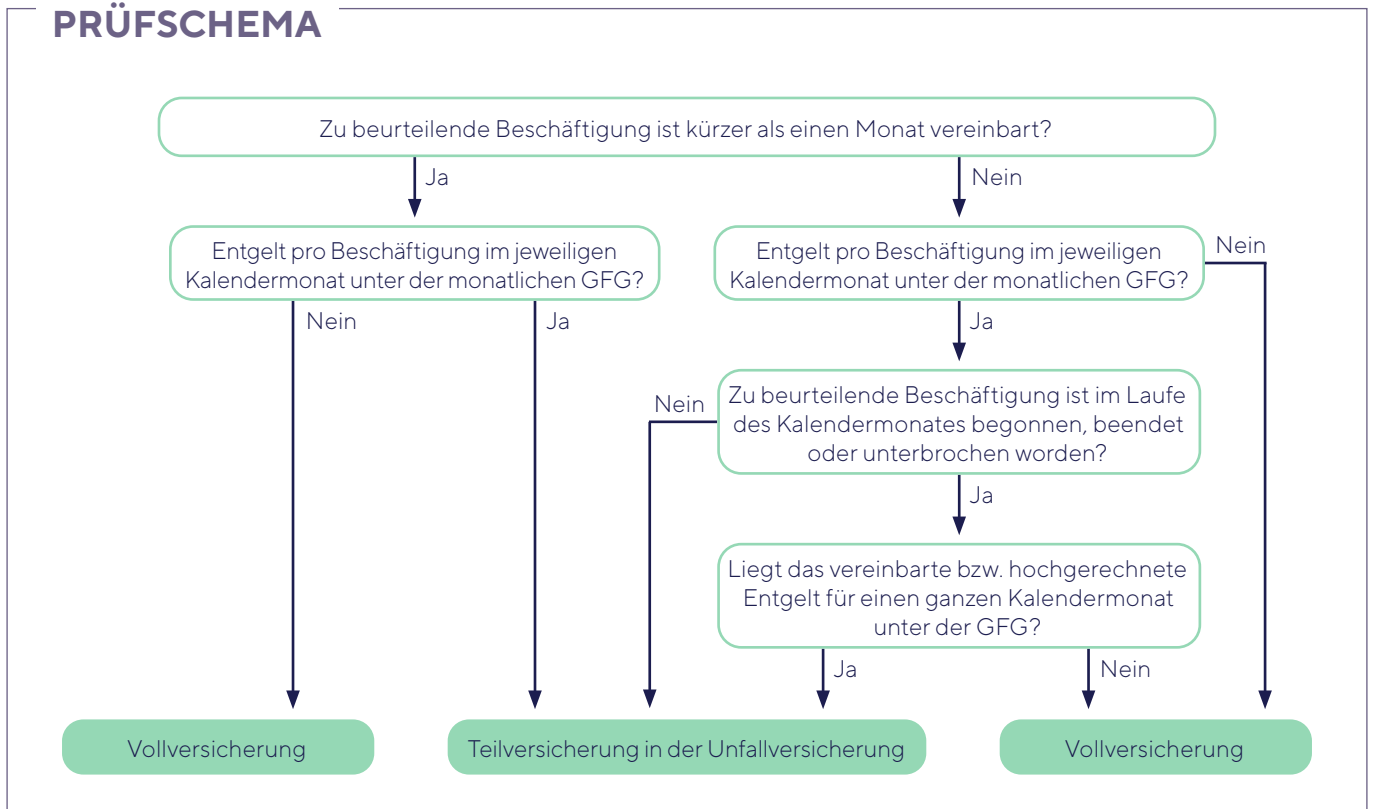 PRÜFSCHEMA
Zu beurteilende Beschäftigung ist kürzer als einen Monat vereinbart?
Ja
Nein
Entgelt pro Beschäftigung im jeweiligen
Kalendermonat unter der monatlichen GFG?
Entgelt pro Beschäftigung im jeweiligen
Kalendermonat unter der monatlichen GFG?
Nein
Nein
Ja
Ja
Zu beurteilende Beschäftigung ist im Laufe
des Kalendermonates begonnen, beendet
oder unterbrochen worden?
Nein
Ja
Liegt das vereinbarte bzw. hochgerechnete
Entgelt für einen ganzen Kalendermonat
unter der GFG?
Ja
Nein
Vollversicherung
Teilversicherung in der Unfallversicherung
Vollversicherung